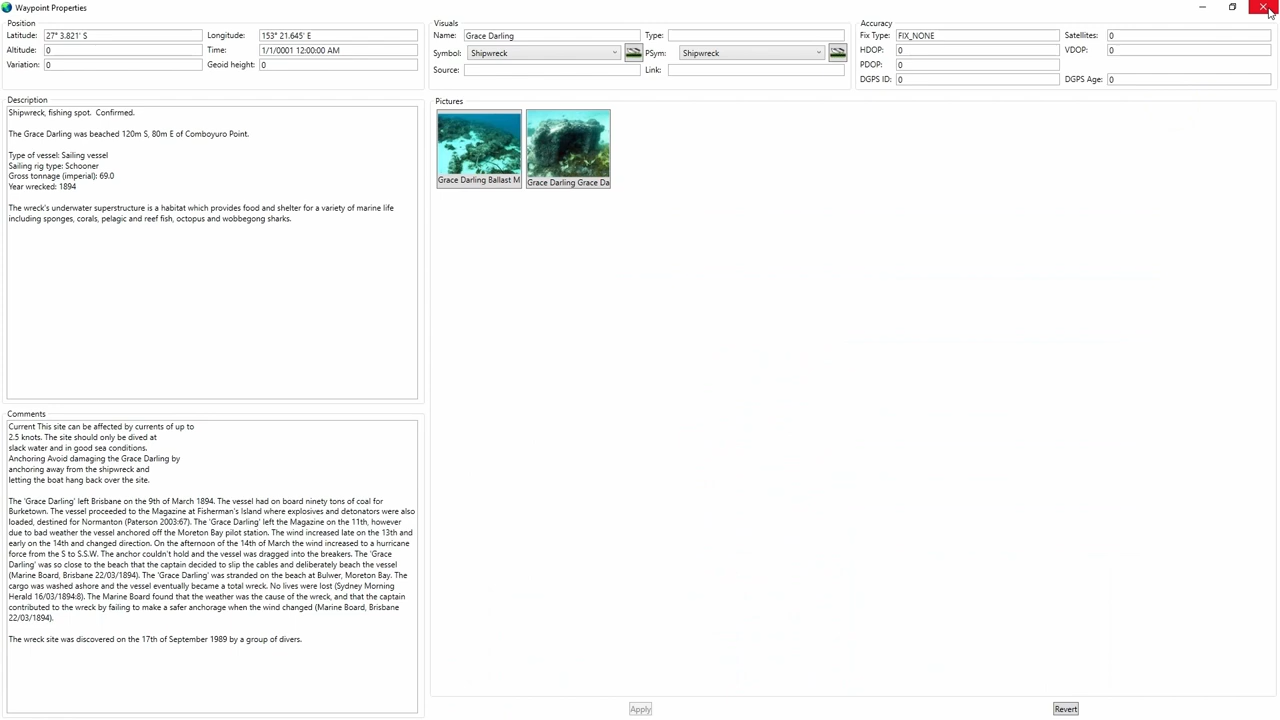 Waypoint Properties
Position
Latitude: 27° 3.821' S Longitude: 153° 21.645' E
Altitude: 0 Time: 1/1/0001 12:00:00 AM
Variation: 0 Geoid height: 0
Visuals
Name: Grace Darling Type:
Symbol: Shipwreck PSym: Shipwreck
Source: Link:
Accuracy
Fix Type: FIX_NONE Satellites: 0
HDOP: 0 VDOP: 0
PDOP: 0
DGPS ID: 0 DGPS Age: 0
Description
Shipwreck, fishing spot.  Confirmed.
The Grace Darling was beached 120m S, 80m E of Comboyuro Point.
Type of vessel: Sailing vessel
Sailing rig type: Schooner
Gross tonnage (imperial): 69.0
Year wrecked: 1894
The wreck's underwater superstructure is a habitat which provides food and shelter for a variety of marine life
including sponges, corals, pelagic and reef fish, octopus and wobbegong sharks.
Pictures
Grace Darling Ballast M
Grace Darling Grace Da
Comments
Current This site can be affected by currents of up to
2.5 knots. The site should only be dived at
slack water and in good sea conditions.
Anchoring Avoid damaging the Grace Darling by
anchoring away from the shipwreck and
letting the boat hang back over the site.
The 'Grace Darling' left Brisbane on the 9th of March 1894. The vessel had on board ninety tons of coal for
Burketown. The vessel proceeded to the Magazine at Fisherman's Island where explosives and detonators were also
loaded, destined for Normanton (Paterson 2003:67). The 'Grace Darling' left the Magazine on the 11th, however
due to bad weather the vessel anchored off the Moreton Bay pilot station. The wind increased late on the 13th and
early on the 14th and changed direction. On the afternoon of the 14th of March the wind increased to a hurricane
force from the S to S.S.W. The anchor couldn't hold and the vessel was dragged into the breakers. The 'Grace
Darling' was so close to the beach that the captain decided to slip the cables and deliberately beach the vessel
(Marine Board, Brisbane 22/03/1894). The 'Grace Darling' was stranded on the beach at Bulwer, Moreton Bay. The
cargo was washed ashore and the vessel eventually became a total wreck. No lives were lost (Sydney Morning
Herald 16/03/1894:8). The Marine Board found that the weather was the cause of the wreck, and that the captain
contributed to the wreck by failing to make a safer anchorage when the wind changed (Marine Board, Brisbane
22/03/1894).
The wreck site was discovered on the 17th of September 1989 by a group of divers.
Apply
Revert